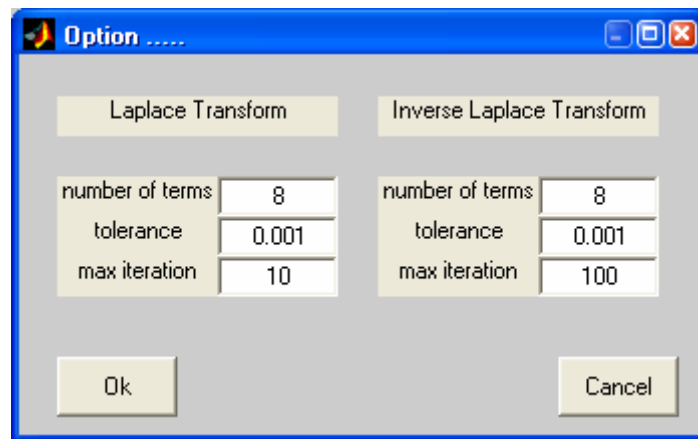 Option .....
Laplace Transform
Inverse Laplace Transform
number of terms 8
tolerance 0.001
max iteration 10
number of terms 8
tolerance 0.001
max iteration 100
Ok
Cancel